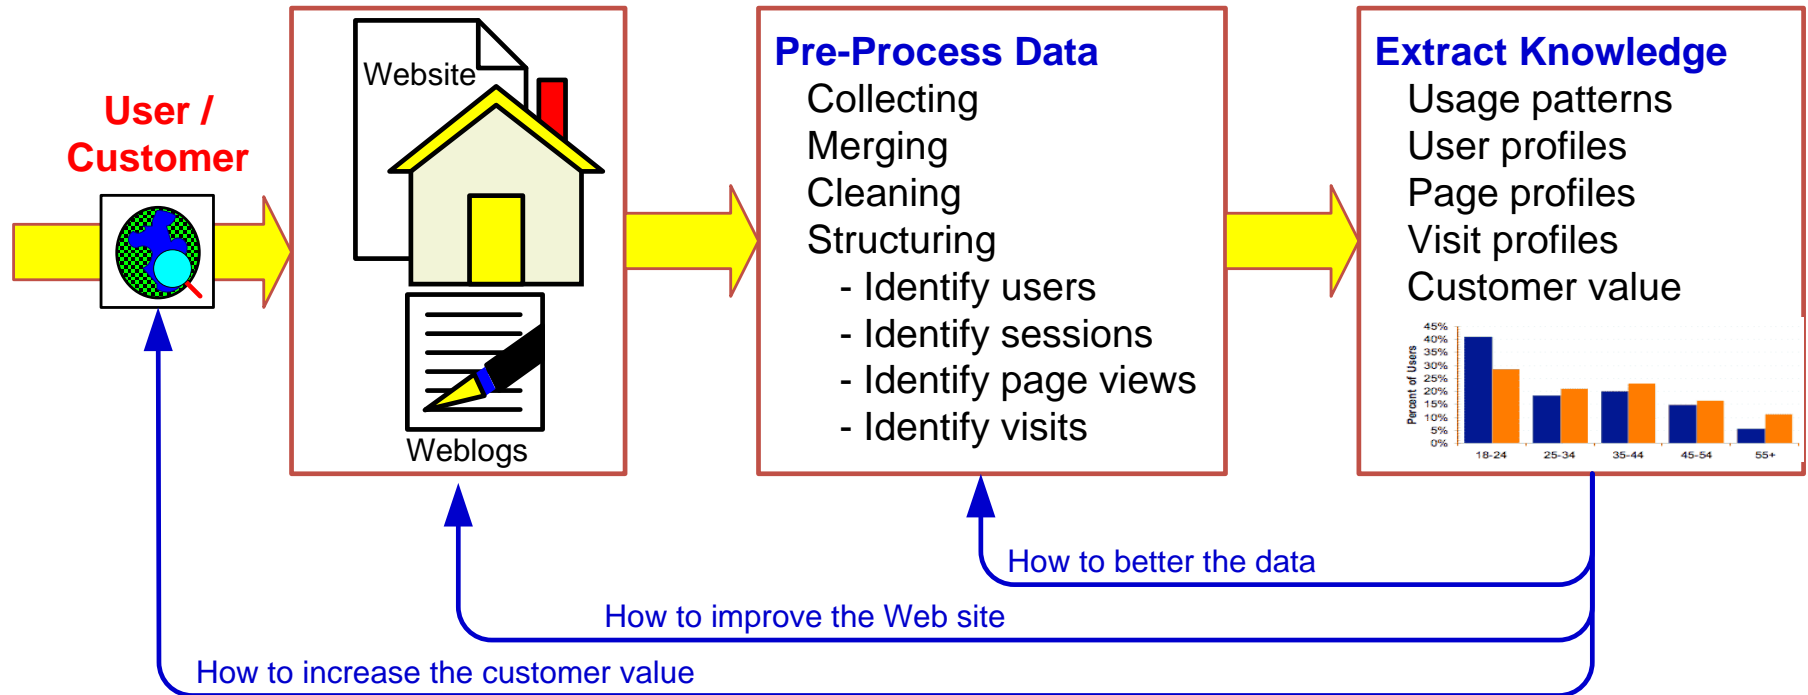 User /
Customer
Website
Weblogs
Pre-Process Data
Collecting
Merging
Cleaning
Structuring
- Identify users
- Identify sessions
- Identify page views
- Identify visits
Extract Knowledge
Usage patterns
User profiles
Page profiles
Visit profiles
Customer value
Percent of Users
45%
40%
35%
30%
25%
20%
15%
10%
5%
0%
18-24 25-34 35-44 45-54 55+
How to better the data
How to improve the Web site
How to increase the customer value